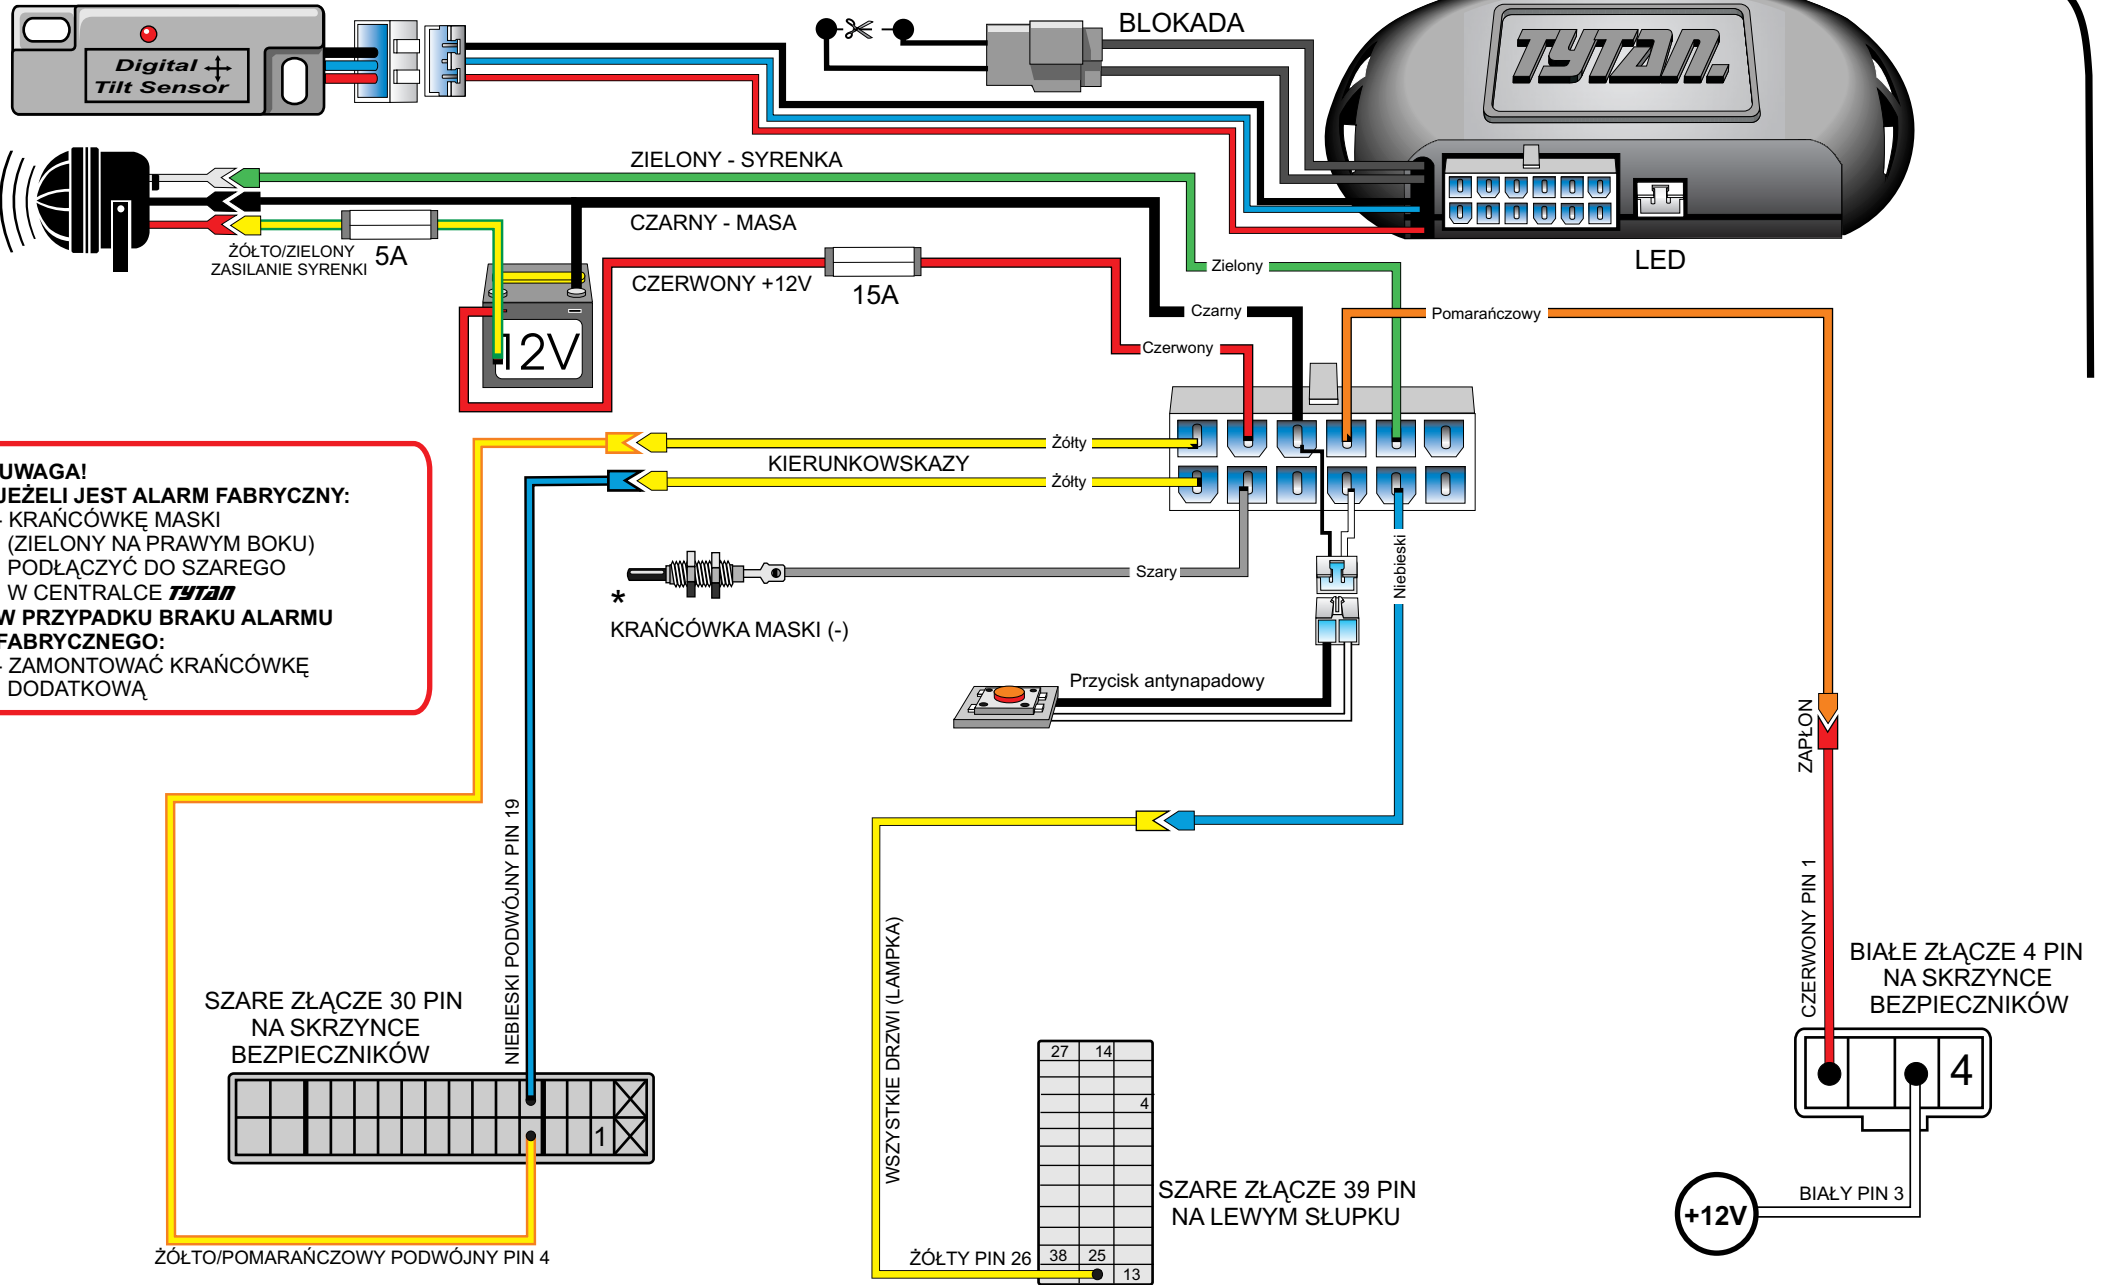 Digital
Tilt Sensor
BLOKADA
TYTAN
LED
ZIELONY - SYRENKA
CZARNY - MASA
ŻÓŁTO/ZIELONY
ZASILANIE SYRENKI
5A
12V
CZERWONY +12V
15A
Zielony
Czarny
Czerwony
Pomarańczowy
Żółty
KIERUNKOWSKAZY
Żółty
UWAGA!
JEŻELI JEST ALARM FABRYCZNY:
- KRAŃCÓWKĘ MASKI
(ZIELONY NA PRAWYM BOKU)
PODŁĄCZYĆ DO SZAREGO
W CENTRALCE TYTAN
W PRZYPADKU BRAKU ALARMU
FABRYCZNEGO:
- ZAMONTOWAĆ KRAŃCÓWKĘ
DODATKOWĄ
Szary
Niebieski
*
KRAŃCÓWKA MASKI (-)
Przycisk antynapadowy
ZAPŁON
NIEBIESKI PODWÓJNY PIN 19
WSZYSTKIE DRZWI (LAMPKA)
CZERWONY PIN 1
SZARE ZŁĄCZE 30 PIN
NA SKRZYNCE
BEZPIECZNIKÓW
1
ŻÓŁTO/POMARAŃCZOWY PODWÓJNY PIN 4
27 14
4
38 25
13
ŻÓŁTY PIN 26
SZARE ZŁĄCZE 39 PIN
NA LEWYM SŁUPKU
BIAŁE ZŁĄCZE 4 PIN
NA SKRZYNCE
BEZPIECZNIKÓW
4
BIAŁY PIN 3
+12V